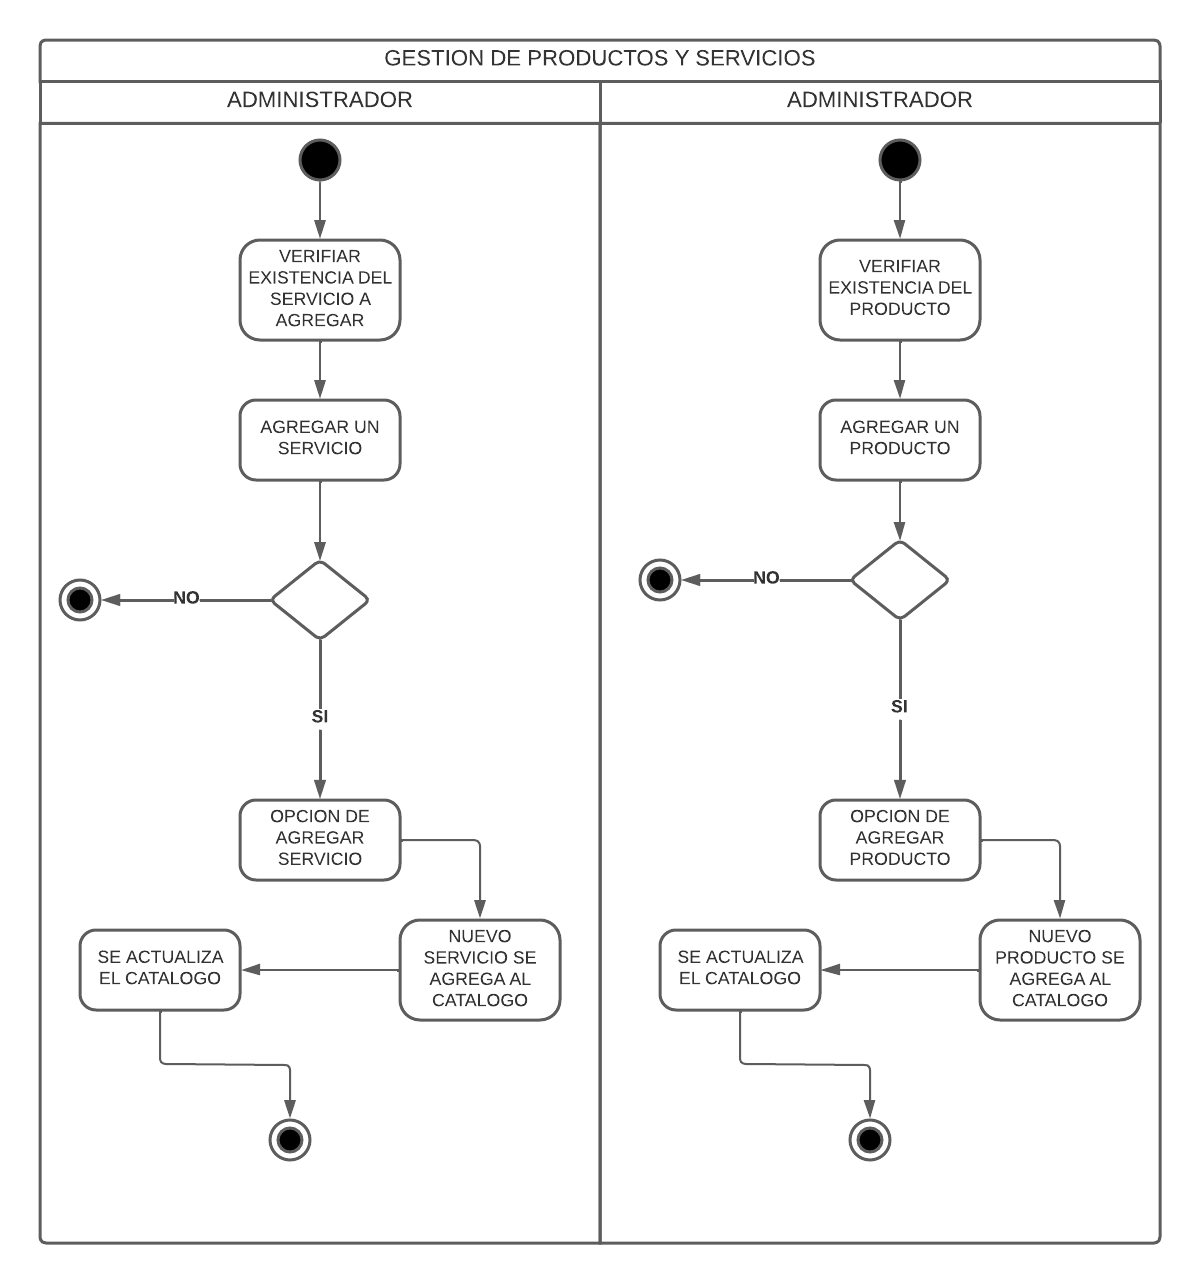 GESTION DE PRODUCTOS Y SERVICIOS
ADMINISTRADOR
VERIFIAR
EXISTENCIA DEL
SERVICIO A
AGREGAR
AGREGAR UN
SERVICIO
NO
SI
OPCION DE
AGREGAR
SERVICIO
NUEVO
SERVICIO SE
AGREGA AL
CATALOGO
SE ACTUALIZA
EL CATALOGO
ADMINISTRADOR
VERIFIAR
EXISTENCIA DEL
PRODUCTO
AGREGAR UN
PRODUCTO
NO
SI
OPCION DE
AGREGAR
PRODUCTO
NUEVO
PRODUCTO SE
AGREGA AL
CATALOGO
SE ACTUALIZA
EL CATALOGO